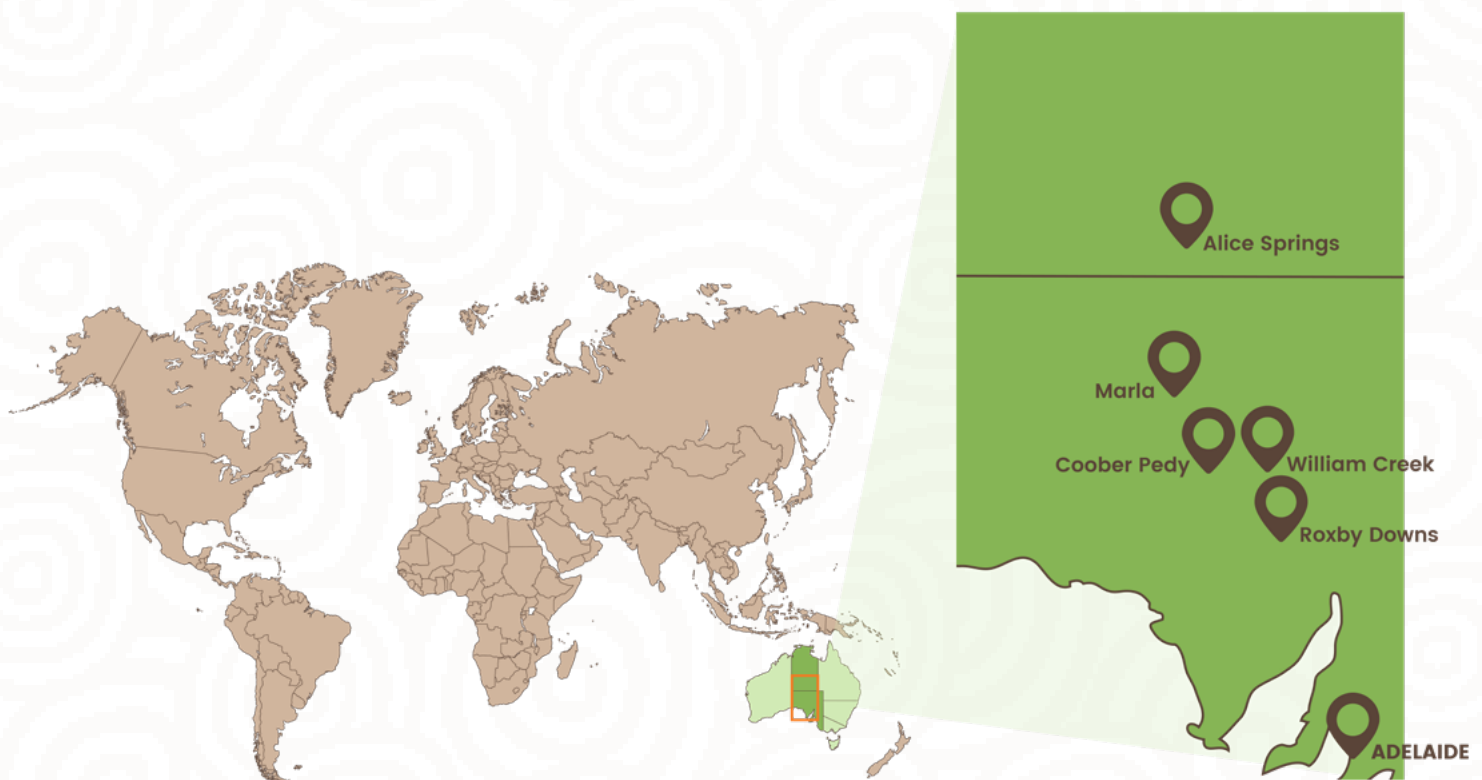 Alice Springs
Marla
Coober Pedy
William Creek
Roxby Downs
ADELAIDE